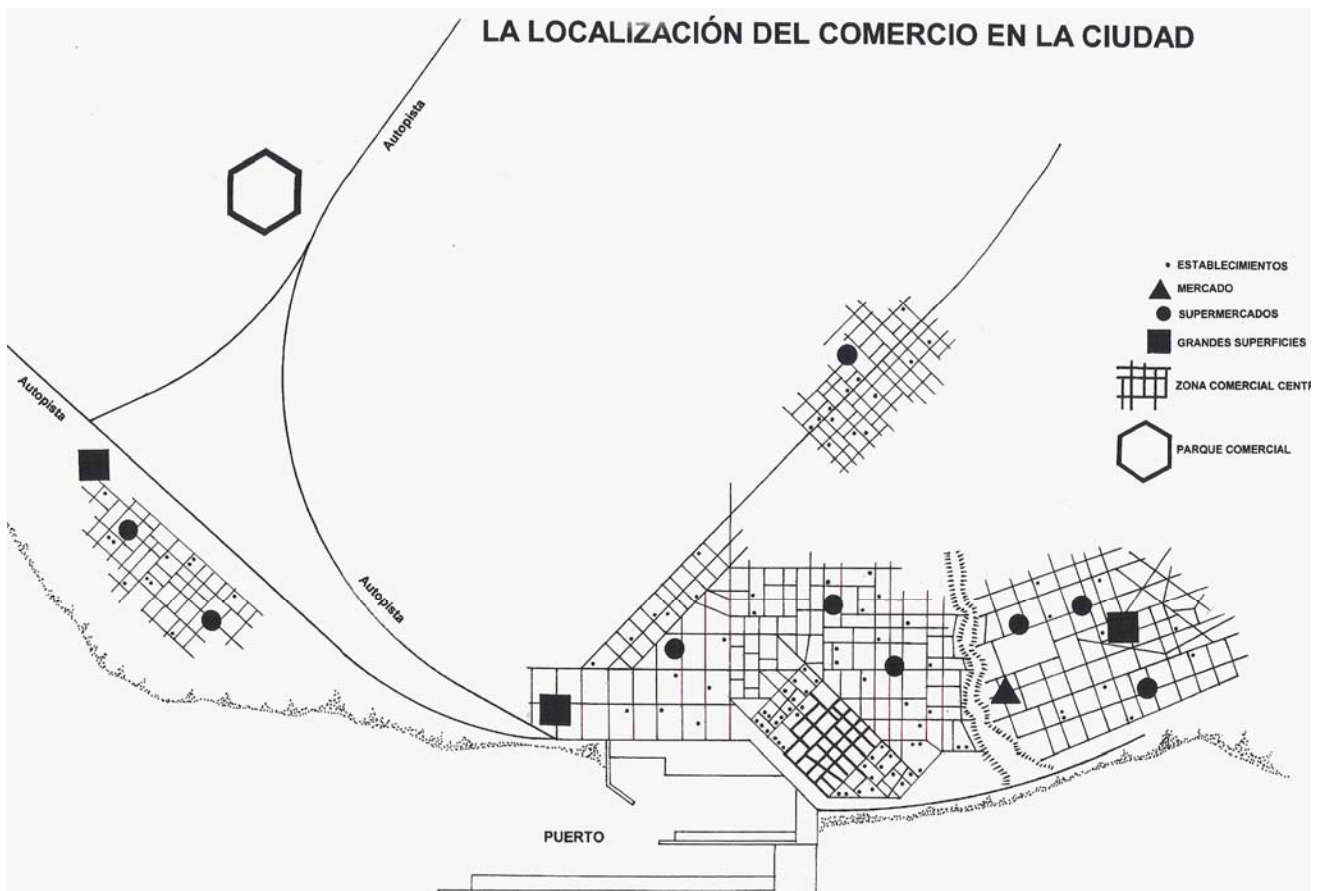 LA LOCALIZACIÓN DEL COMERCIO EN LA CIUDAD
Autopista
Autopista
Autopista
PUERTO
ESTABLECIMIENTOS
MERCADO
SUPERMERCADOS
GRANDES SUPERFICIES
ZONA COMERCIAL CENTR
PARQUE COMERCIAL